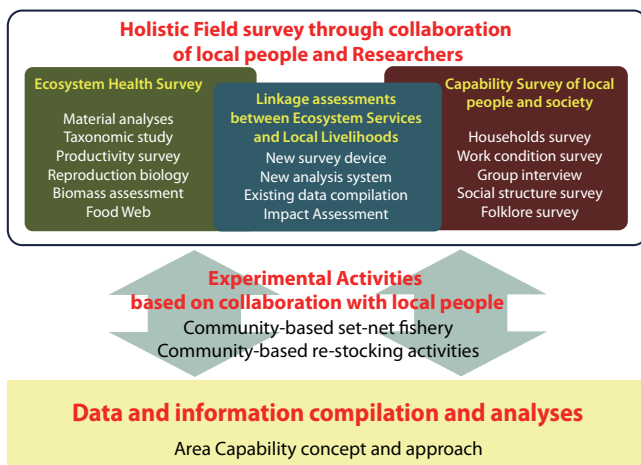 Holistic Field survey through collaboration
of local people and Researchers
Ecosystem Health Survey
Material analyses
Taxonomic study
Productivity survey
Reproduction biology
Biomass assessment
Food Web
Linkage assessments
between Ecosystem Services
and Local Livelihoods
New survey device
New analysis system
Existing data compilation
Impact Assessment
Capability Survey of local
people and society
Households survey
Work condition survey
Group interview
Social structure survey
Folklore survey
Experimental Activities
based on collaboration with local people
Community-based set-net fishery
Community-based re-stocking activities
Data and information compilation and analyses
Area Capability concept and approach